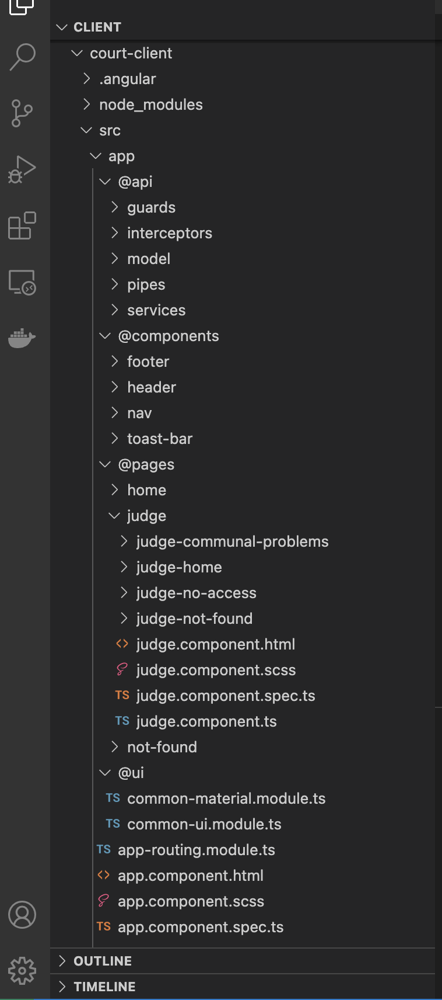 CLIENT
court-client
.angular
node_modules
src
app
@api
guards
interceptors
model
pipes
services
@components
footer
header
nav
toast-bar
@pages
home
judge
judge-communal-problems
judge-home
judge-no-access
judge-not-found
judge.component.html
judge.component.scss
TS judge.component.spec.ts
TS judge.component.ts
not-found
@ui
TS common-material.module.ts
TS common-ui.module.ts
TS app-routing.module.ts
app.component.html
app.component.scss
TS app.component.spec.ts
OUTLINE
TIMELINE